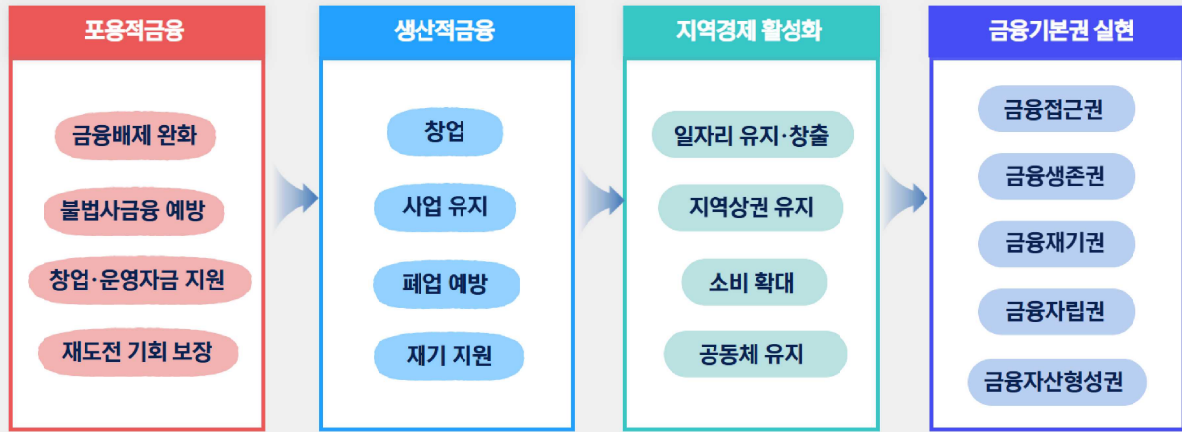 포용적금융
금융배제 완화
불법사금융 예방
창업·운영자금 지원
재도전 기회 보장
생산적금융
창업
사업 유지
폐업 예방
재기 지원
지역경제 활성화
일자리 유지·창출
지역상권 유지
소비 확대
공동체 유지
금융기본권 실현
금융접근권
금융생존권
금융재기권
금융자립권
금융자산형성권